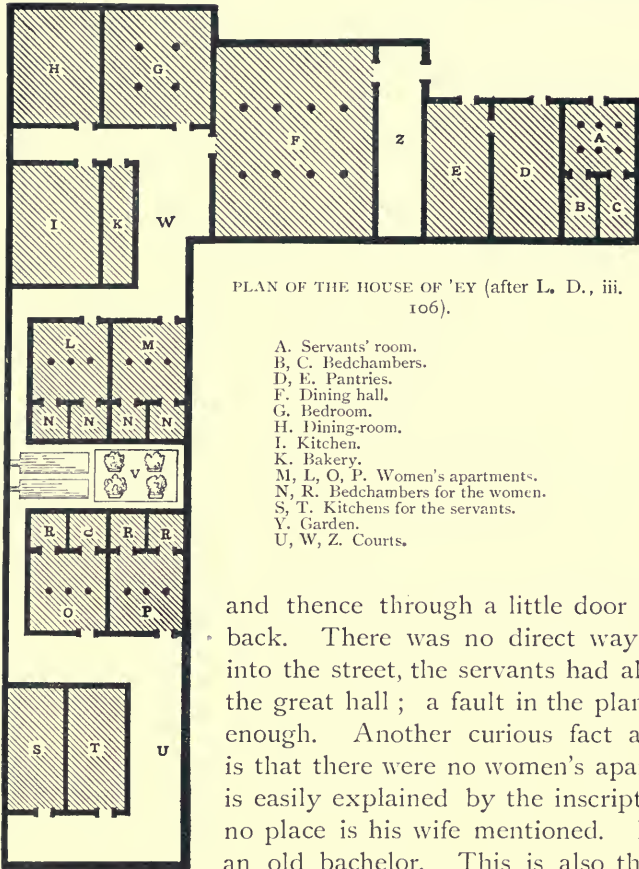 H
G
F
Z
E
D
A
B
C
I
K
W
L
M
N
N
N
N
V
R
R
R
O
P
S
T
U
PLAN OF THE HOUSE OF 'EY (after L. D., iii.
106).
A. Servants' room.
B, C. Bedchambers.
D, E. Pantries.
F. Dining hall.
G. Bedroom.
H. Dining-room.
I. Kitchen.
K. Bakery.
M, L, O, P. Women's apartments.
N, R. Bedchambers for the women.
S, T. Kitchens for the servants.
Y. Garden.
U, W, Z. Courts.
and thence through a little door
back. There was no direct way
into the street, the servants had al
the great hall ; a fault in the plan
enough. Another curious fact a
is that there were no women's apa
is easily explained by the inscript
no place is his wife mentioned.
an old bachelor. This is also th